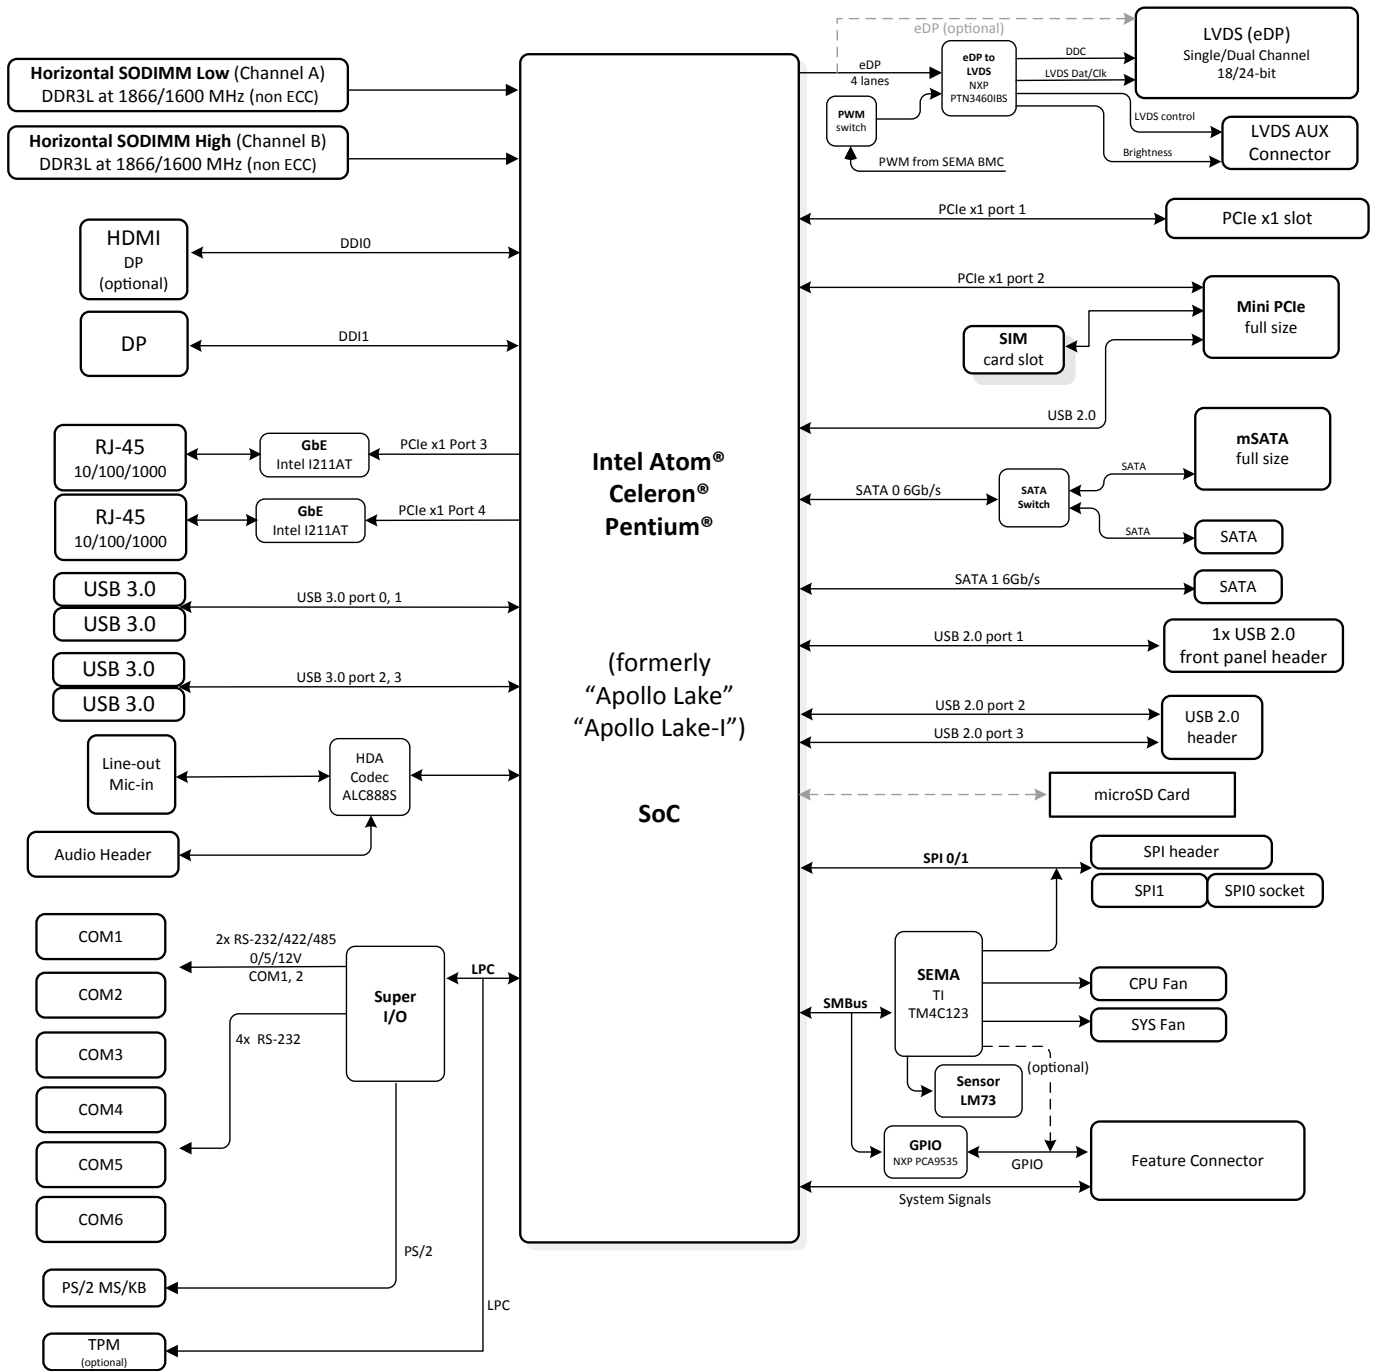 Horizontal SODIMM Low (Channel A)
DDR3L at 1866/1600 MHz (non ECC)
Horizontal SODIMM High (Channel B)
DDR3L at 1866/1600 MHz (non ECC)
HDMI
DP
(optional)
DDI0
DP
DDI1
RJ-45
10/100/1000
GbE
Intel I211AT
PCIe x1 Port 3
RJ-45
10/100/1000
GbE
Intel I211AT
PCIe x1 Port 4
USB 3.0
USB 3.0
USB 3.0 port 0, 1
USB 3.0
USB 3.0
USB 3.0 port 2, 3
Line-out
Mic-in
HDA
Codec
ALC888S
Audio Header
COM1
COM2
COM3
COM4
COM5
COM6
2x RS-232/422/485
0/5/12V
COM1, 2
4x RS-232
Super
I/O
LPC
PS/2
PS/2 MS/KB
LPC
TPM
(optional)
Intel Atom®
Celeron®
Pentium®
(formerly
“Apollo Lake”
“Apollo Lake-I”)
SoC
eDP (optional)
eDP
4 lanes
eDP to
LVDS
NXP
PTN3460IBS
PWM
switch
PWM from SEMA BMC
DDC
LVDS Dat/Clk
LVDS control
Brightness
LVDS (eDP)
Single/Dual Channel
18/24-bit
LVDS AUX
Connector
PCIe x1 port 1
PCIe x1 slot
PCIe x1 port 2
Mini PCIe
full size
SIM
card slot
USB 2.0
mSATA
full size
SATA 0 6Gb/s
SATA
Switch
SATA
SATA
SATA
SATA 1 6Gb/s
SATA
USB 2.0 port 1
1x USB 2.0
front panel header
USB 2.0 port 2
USB 2.0 port 3
USB 2.0
header
microSD Card
SPI 0/1
SPI header
SPI1
SPI0 socket
SEMA
TI
TM4C123
SMBus
CPU Fan
SYS Fan
(optional)
Sensor
LM73
GPIO
NXP PCA9535
GPIO
Feature Connector
System Signals